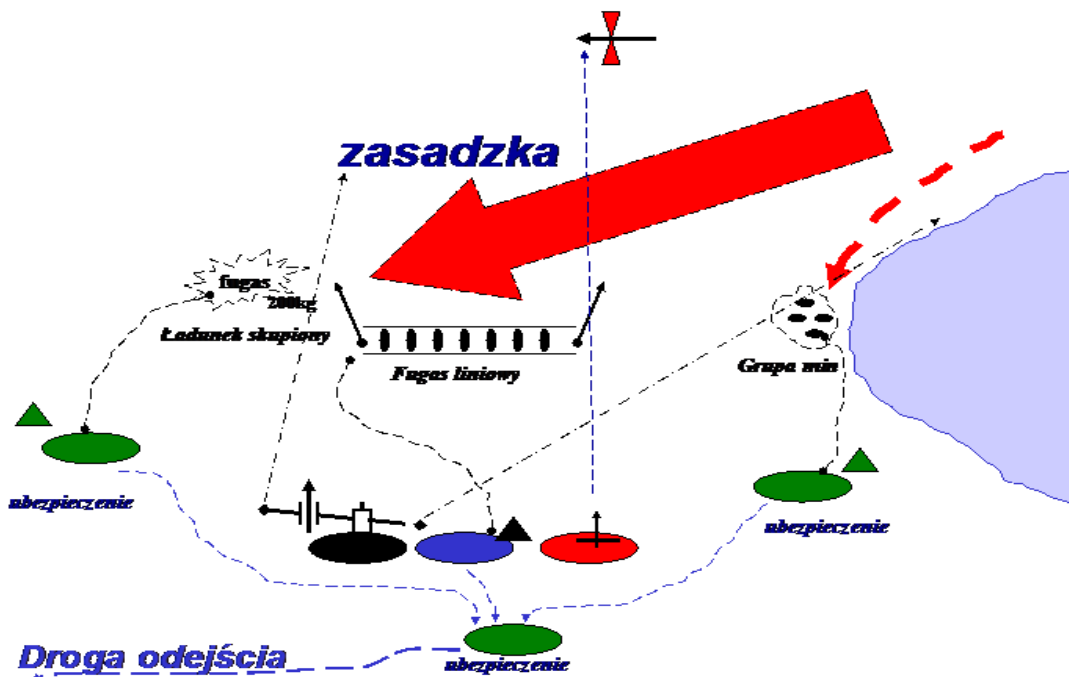 zasadzka
fugas
200kg
Ładunek skupiony
Fugas liniowy
Grupa min
ubezpieczenie
ubezpieczenie
Droga odejścia
ubezpieczenie